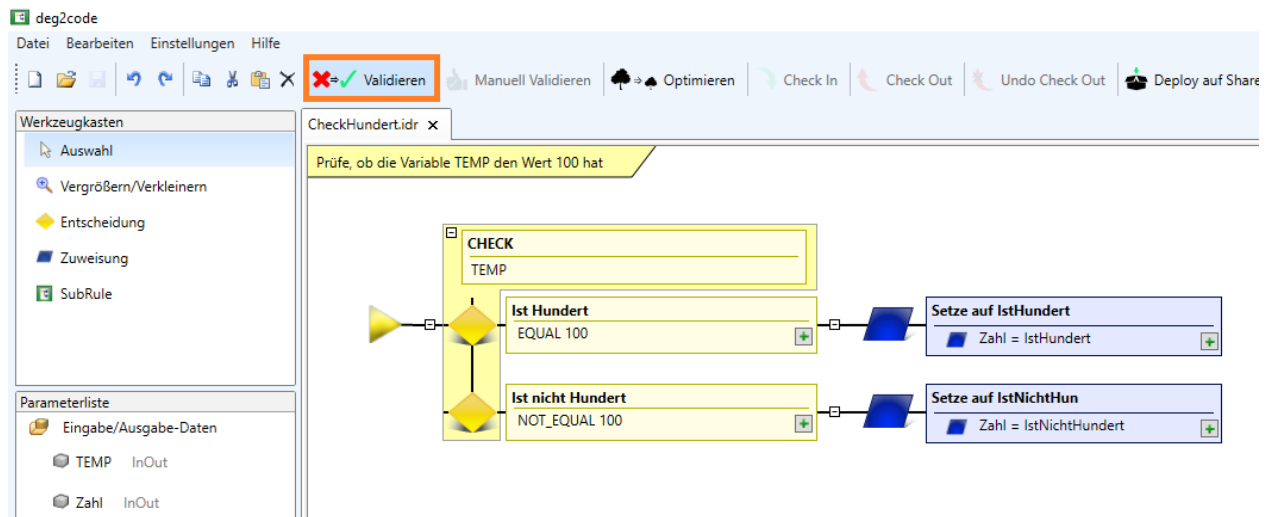 deg2code
Datei Bearbeiten Einstellungen Hilfe
Validieren Manuell Validieren Optimieren Check In Check Out Undo Check Out Deploy auf Share
Werkzeugkasten
Auswahl
Vergrößern/Verkleinern
Entscheidung
Zuweisung
SubRule
Parameterliste
Eingabe/Ausgabe-Daten
TEMP InOut
Zahl InOut
CheckHundert.idr x
Prüfe, ob die Variable TEMP den Wert 100 hat
CHECK
TEMP
Ist Hundert
EQUAL 100
Setze auf IstHundert
Zahl = IstHundert
Ist nicht Hundert
NOT_EQUAL 100
Setze auf IstNichtHun
Zahl = IstNichtHundert